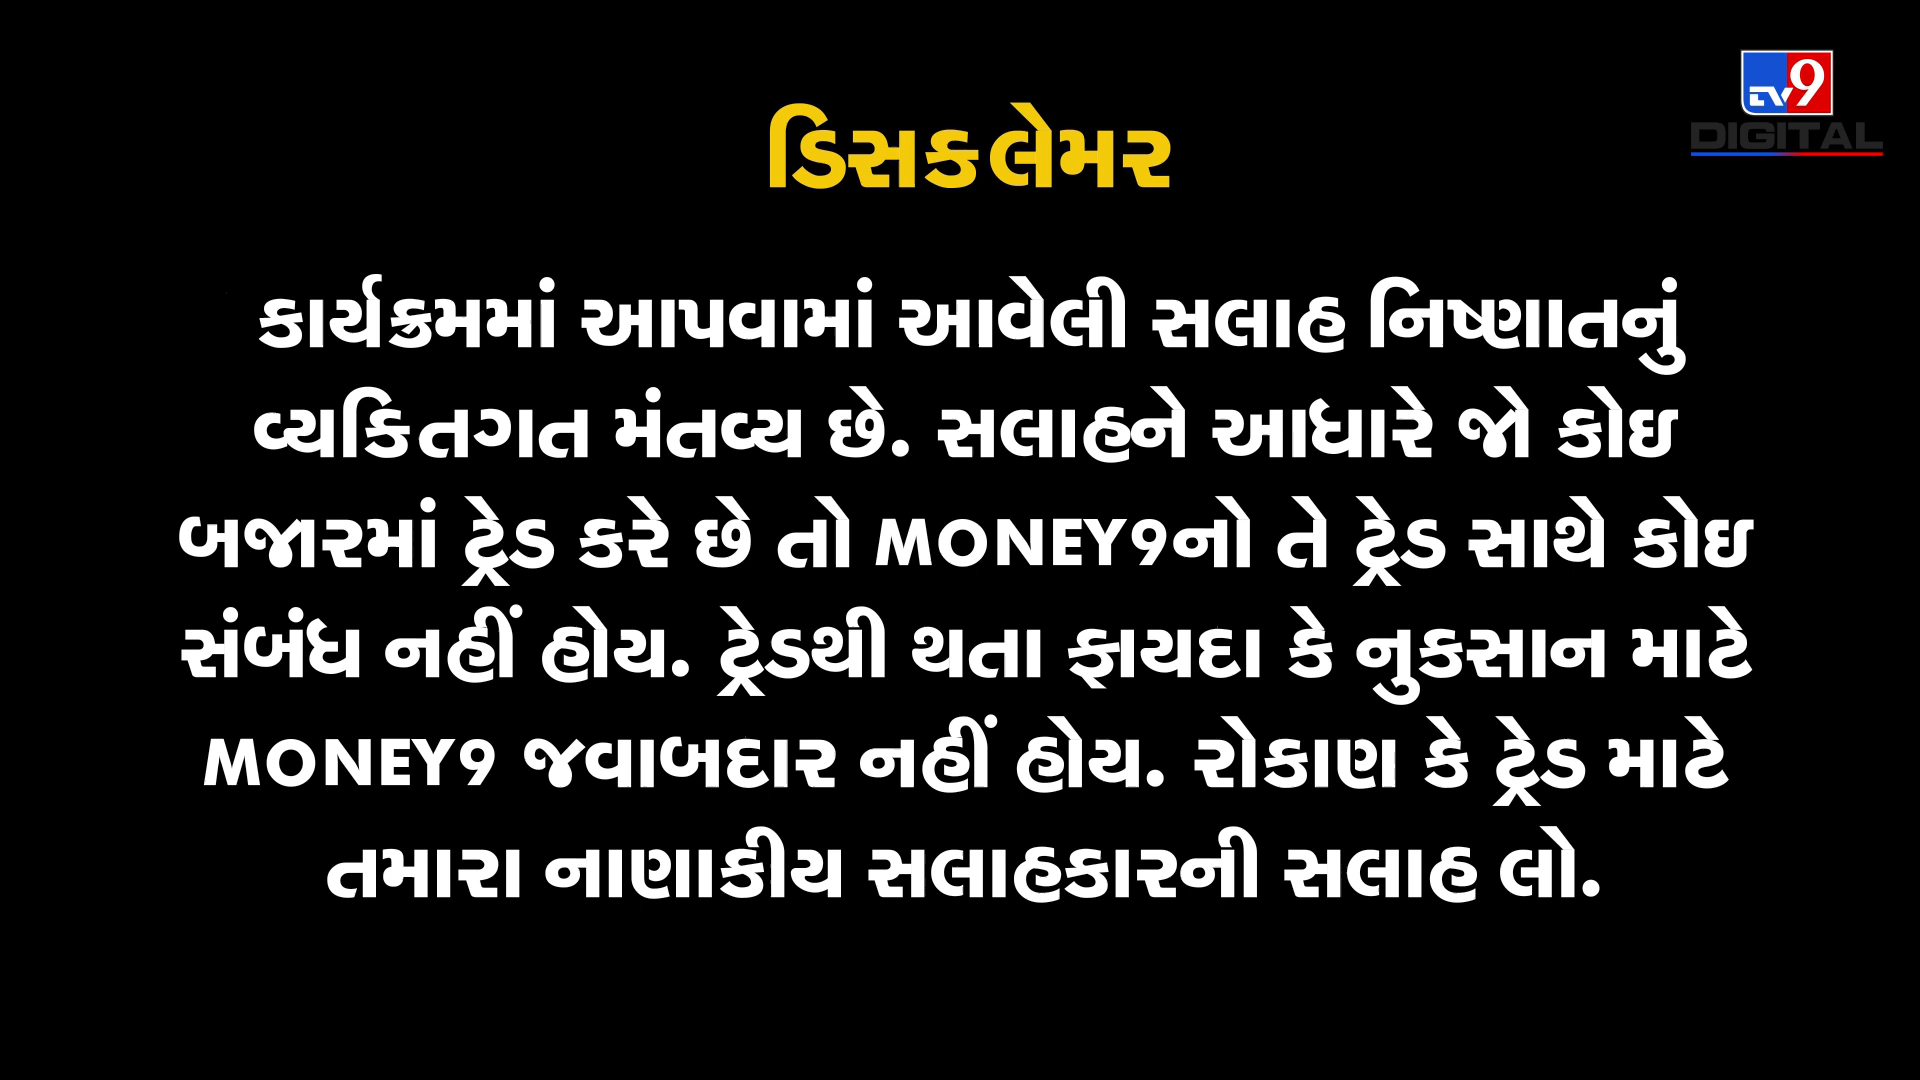 TV9
DIGITAL
ડિસકલેમર
કાર્યક્રમમાં આપવામાં આવેલી સલાહ નિષ્ણાતનું
વ્યકિતગત મંતવ્ય છે. સલાહને આધારે જો કોઇ
બજારમાં ટ્રેડ કરે છે તો MONEY9નો તે ટ્રેડ સાથે કોઇ
સંબંધ નહીં હોય. ટ્રેડથી થતા ફાયદા કે નુકસાન માટે
MONEY9 જવાબદાર નહીં હોય. રોકાણ કે ટ્રેડ માટે
તમારા નાણાકીય સલાહકારની સલાહ લો.